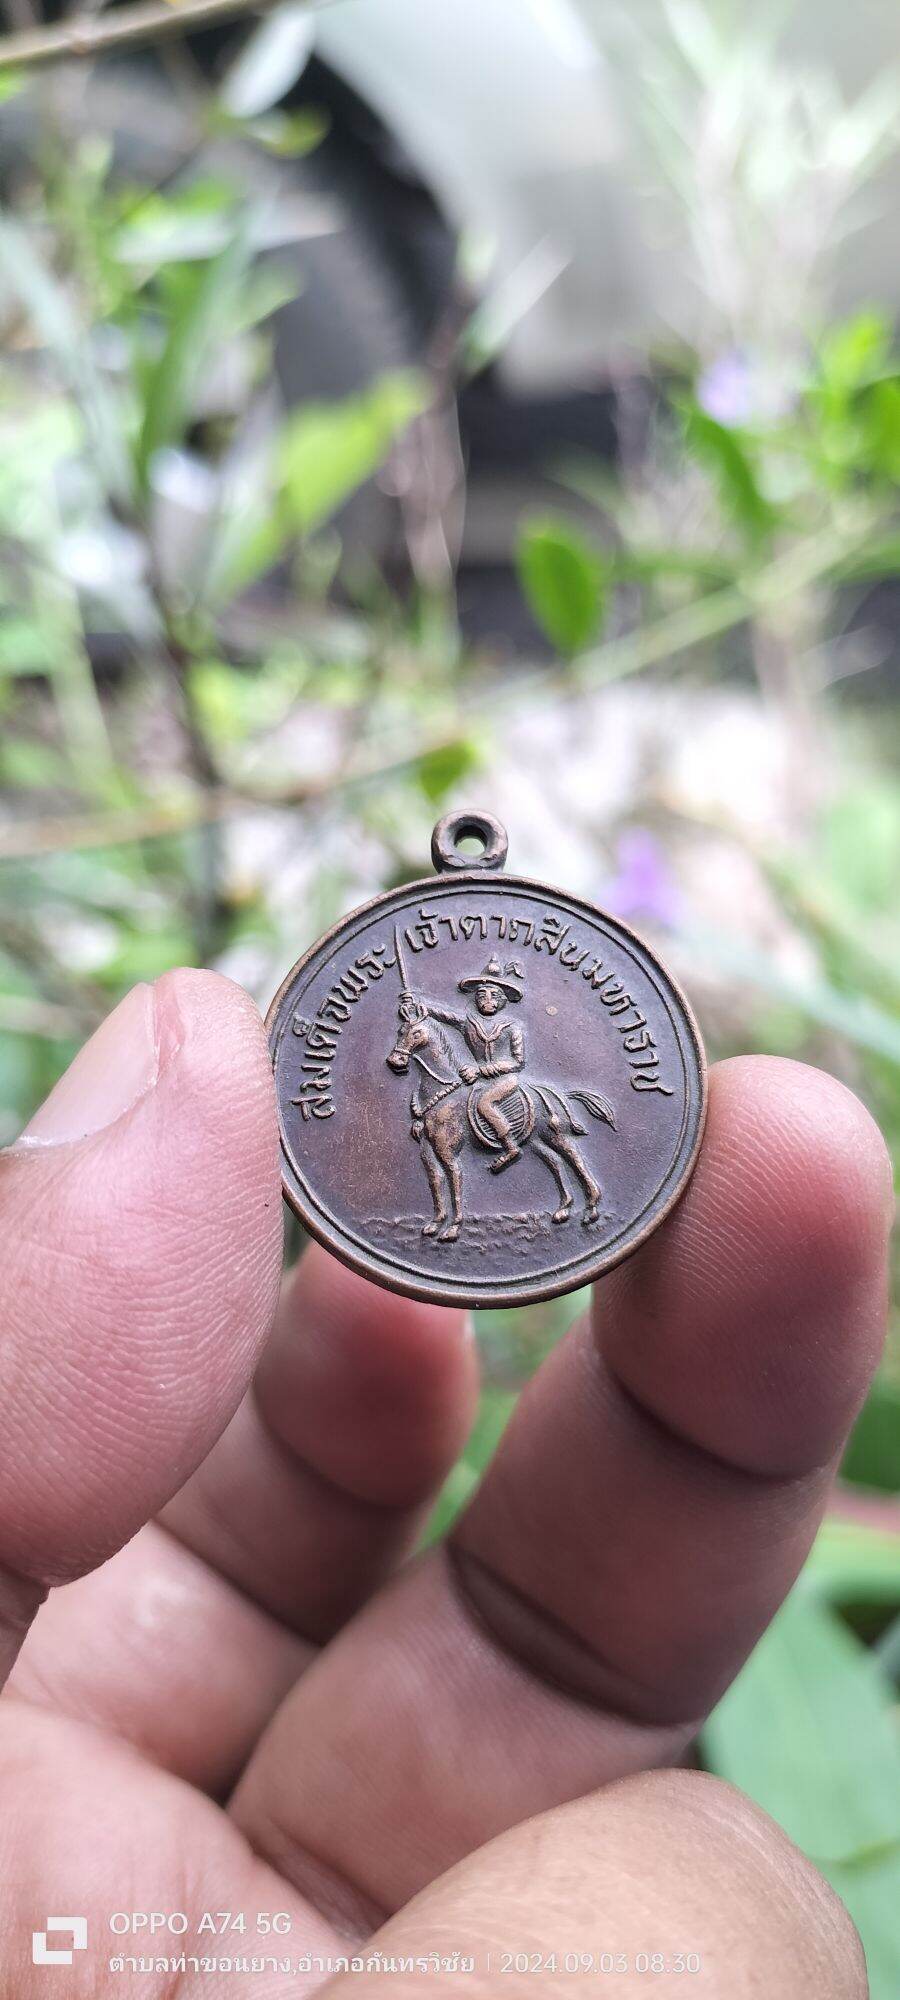 สมเด็จพระเจ้าตากสินมหาราช
OPPO A74 5G
ตำบลท่าขอนยาง,อำเภอกันทรวิชัย | 2024.09.03 08:30